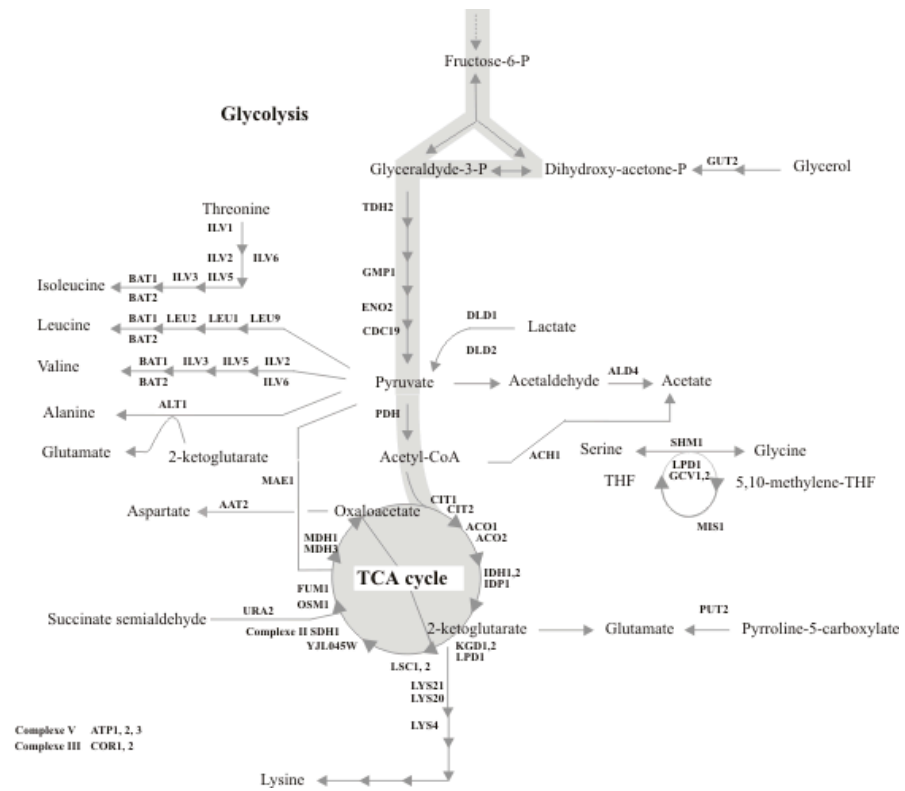 Fructose-6-P
Glycolysis
Glyceraldyde-3-P
Dihydroxy-acetone-P
GUT2
Glycerol
TDH2
Threonine
ILV1
ILV2
ILV6
GMP1
Isoleucine
BAT1
ILV3
ILV5
BAT2
ENO2
CDC19
Leucine
BAT1
LEU2
LEU1
LEU9
BAT2
DLD1
Lactate
DLD2
Valine
BAT1
ILV3
ILV5
ILV2
BAT2
ILV6
Pyruvate
Acetaldehyde
ALD4
Acetate
Alanine
ALT1
PDH
Glutamate
2-ketoglutarate
Acetyl-CoA
ACH1
Serine
SHM1
Glycine
LPD1
GCV1,2
THF
5,10-methylene-THF
MIS1
MAE1
Aspartate
AAT2
Oxaloacetate
CIT1
CIT2
ACO1
ACO2
MDH1
MDH3
TCA cycle
IDH1,2
IDP1
FUM1
OSM1
Succinate semialdehyde
URA2
Complexe II SDH1
YJL045W
2-ketoglutarate
Glutamate
PUT2
Pyrroline-5-carboxylate
KGD1,2
LPD1
LSC1, 2
LYS21
LYS20
LYS4
Complexe V ATP1, 2, 3
Complexe III COR1, 2
Lysine